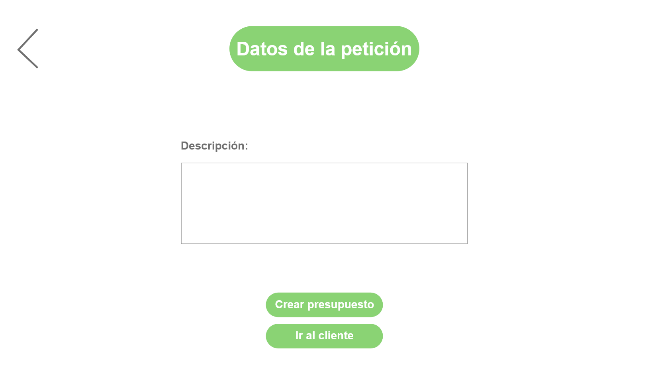 Datos de la petición
Descripción:
Crear presupuesto
Ir al cliente